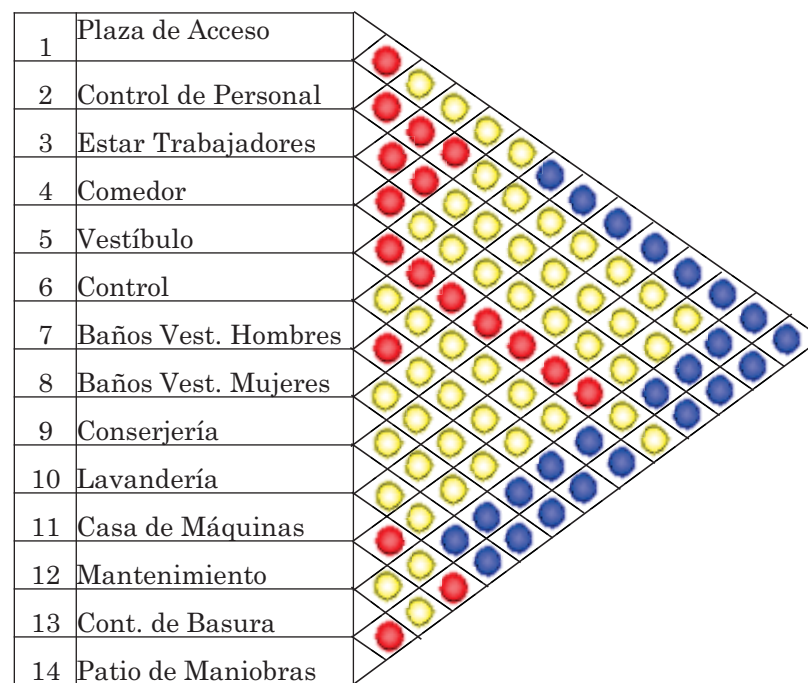 1 Plaza de Acceso
2 Control de Personal
3 Estar Trabajadores
4 Comedor
5 Vestíbulo
6 Control
7 Baños Vest. Hombres
8 Baños Vest. Mujeres
9 Conserjería
10 Lavandería
11 Casa de Máquinas
12 Mantenimiento
13 Cont. de Basura
14 Patio de Maniobras